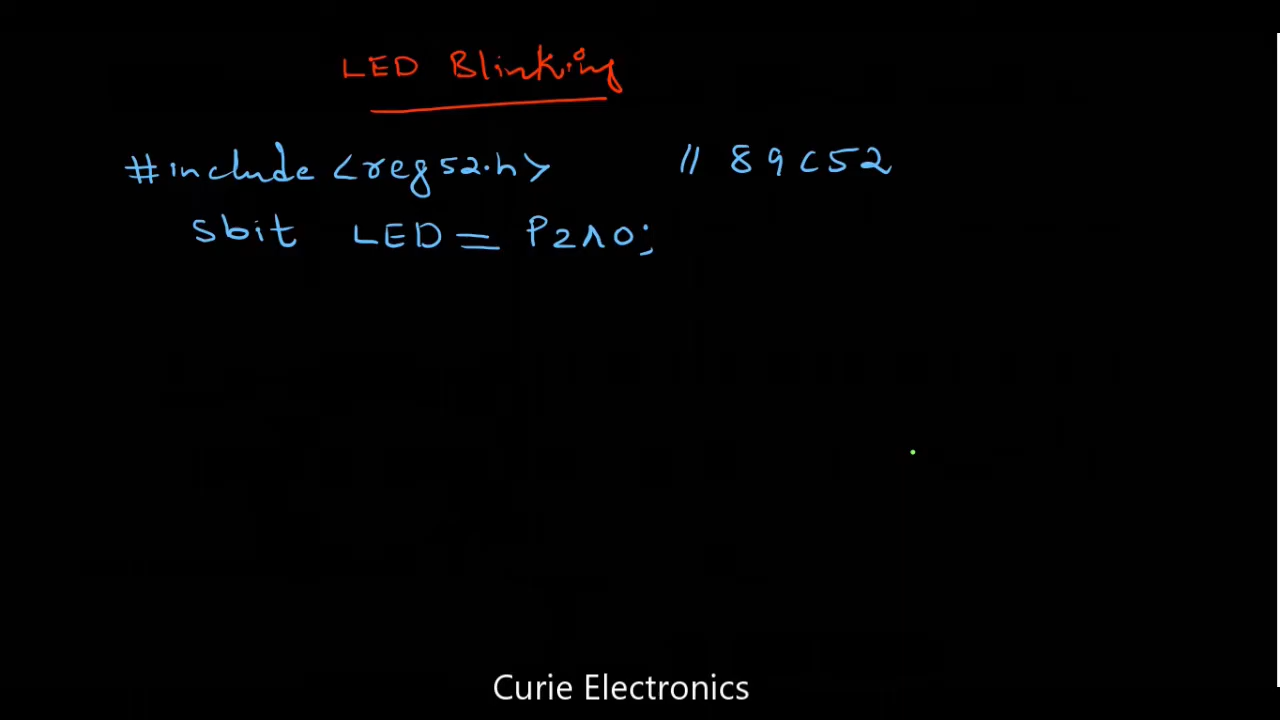 LED Blinking
#include <reg52.h> // 89C52
sbit LED = P2^0;
Curie Electronics